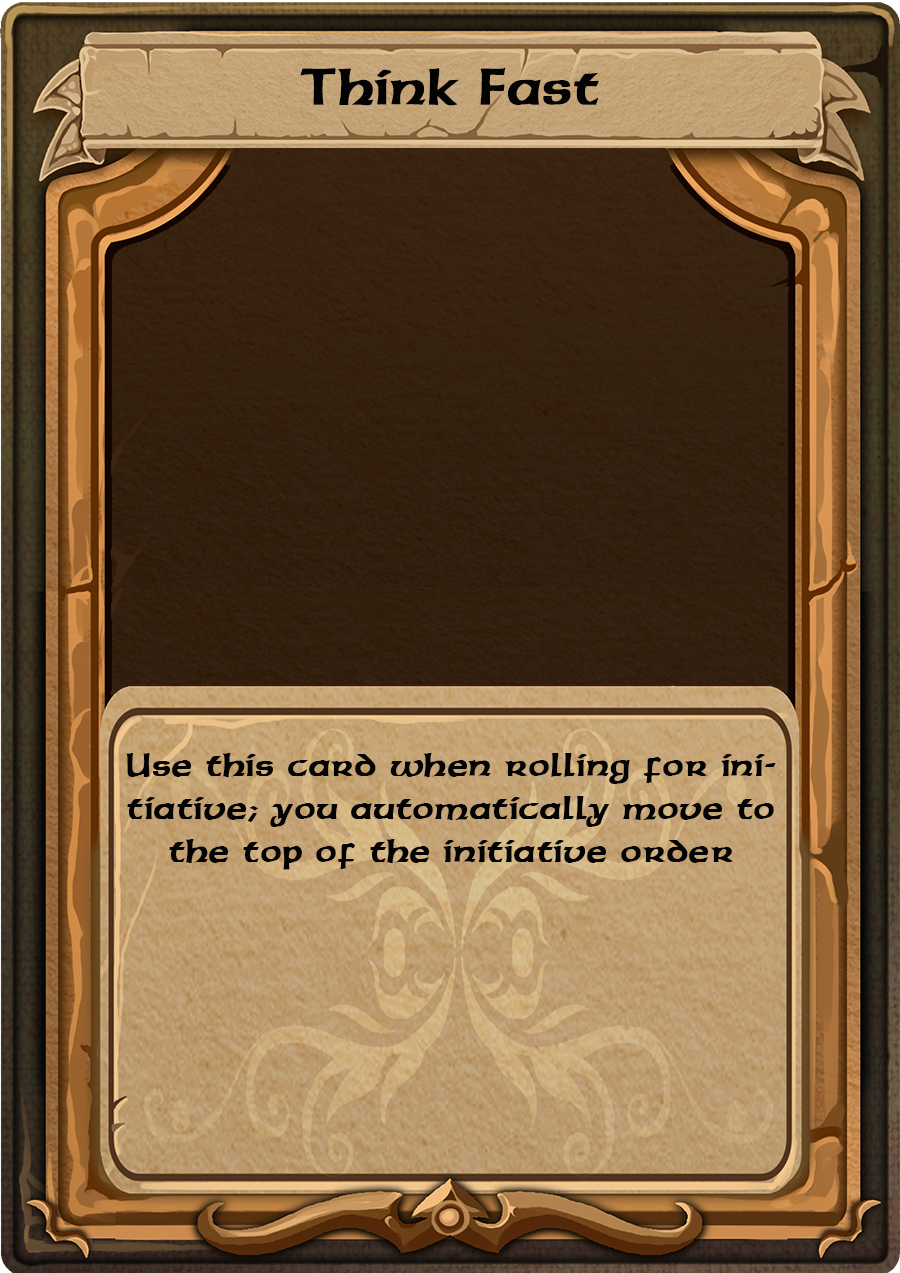 Think Fast
Use this card when rolling for ini-
tiative; you automatically move to
the top of the initiative order